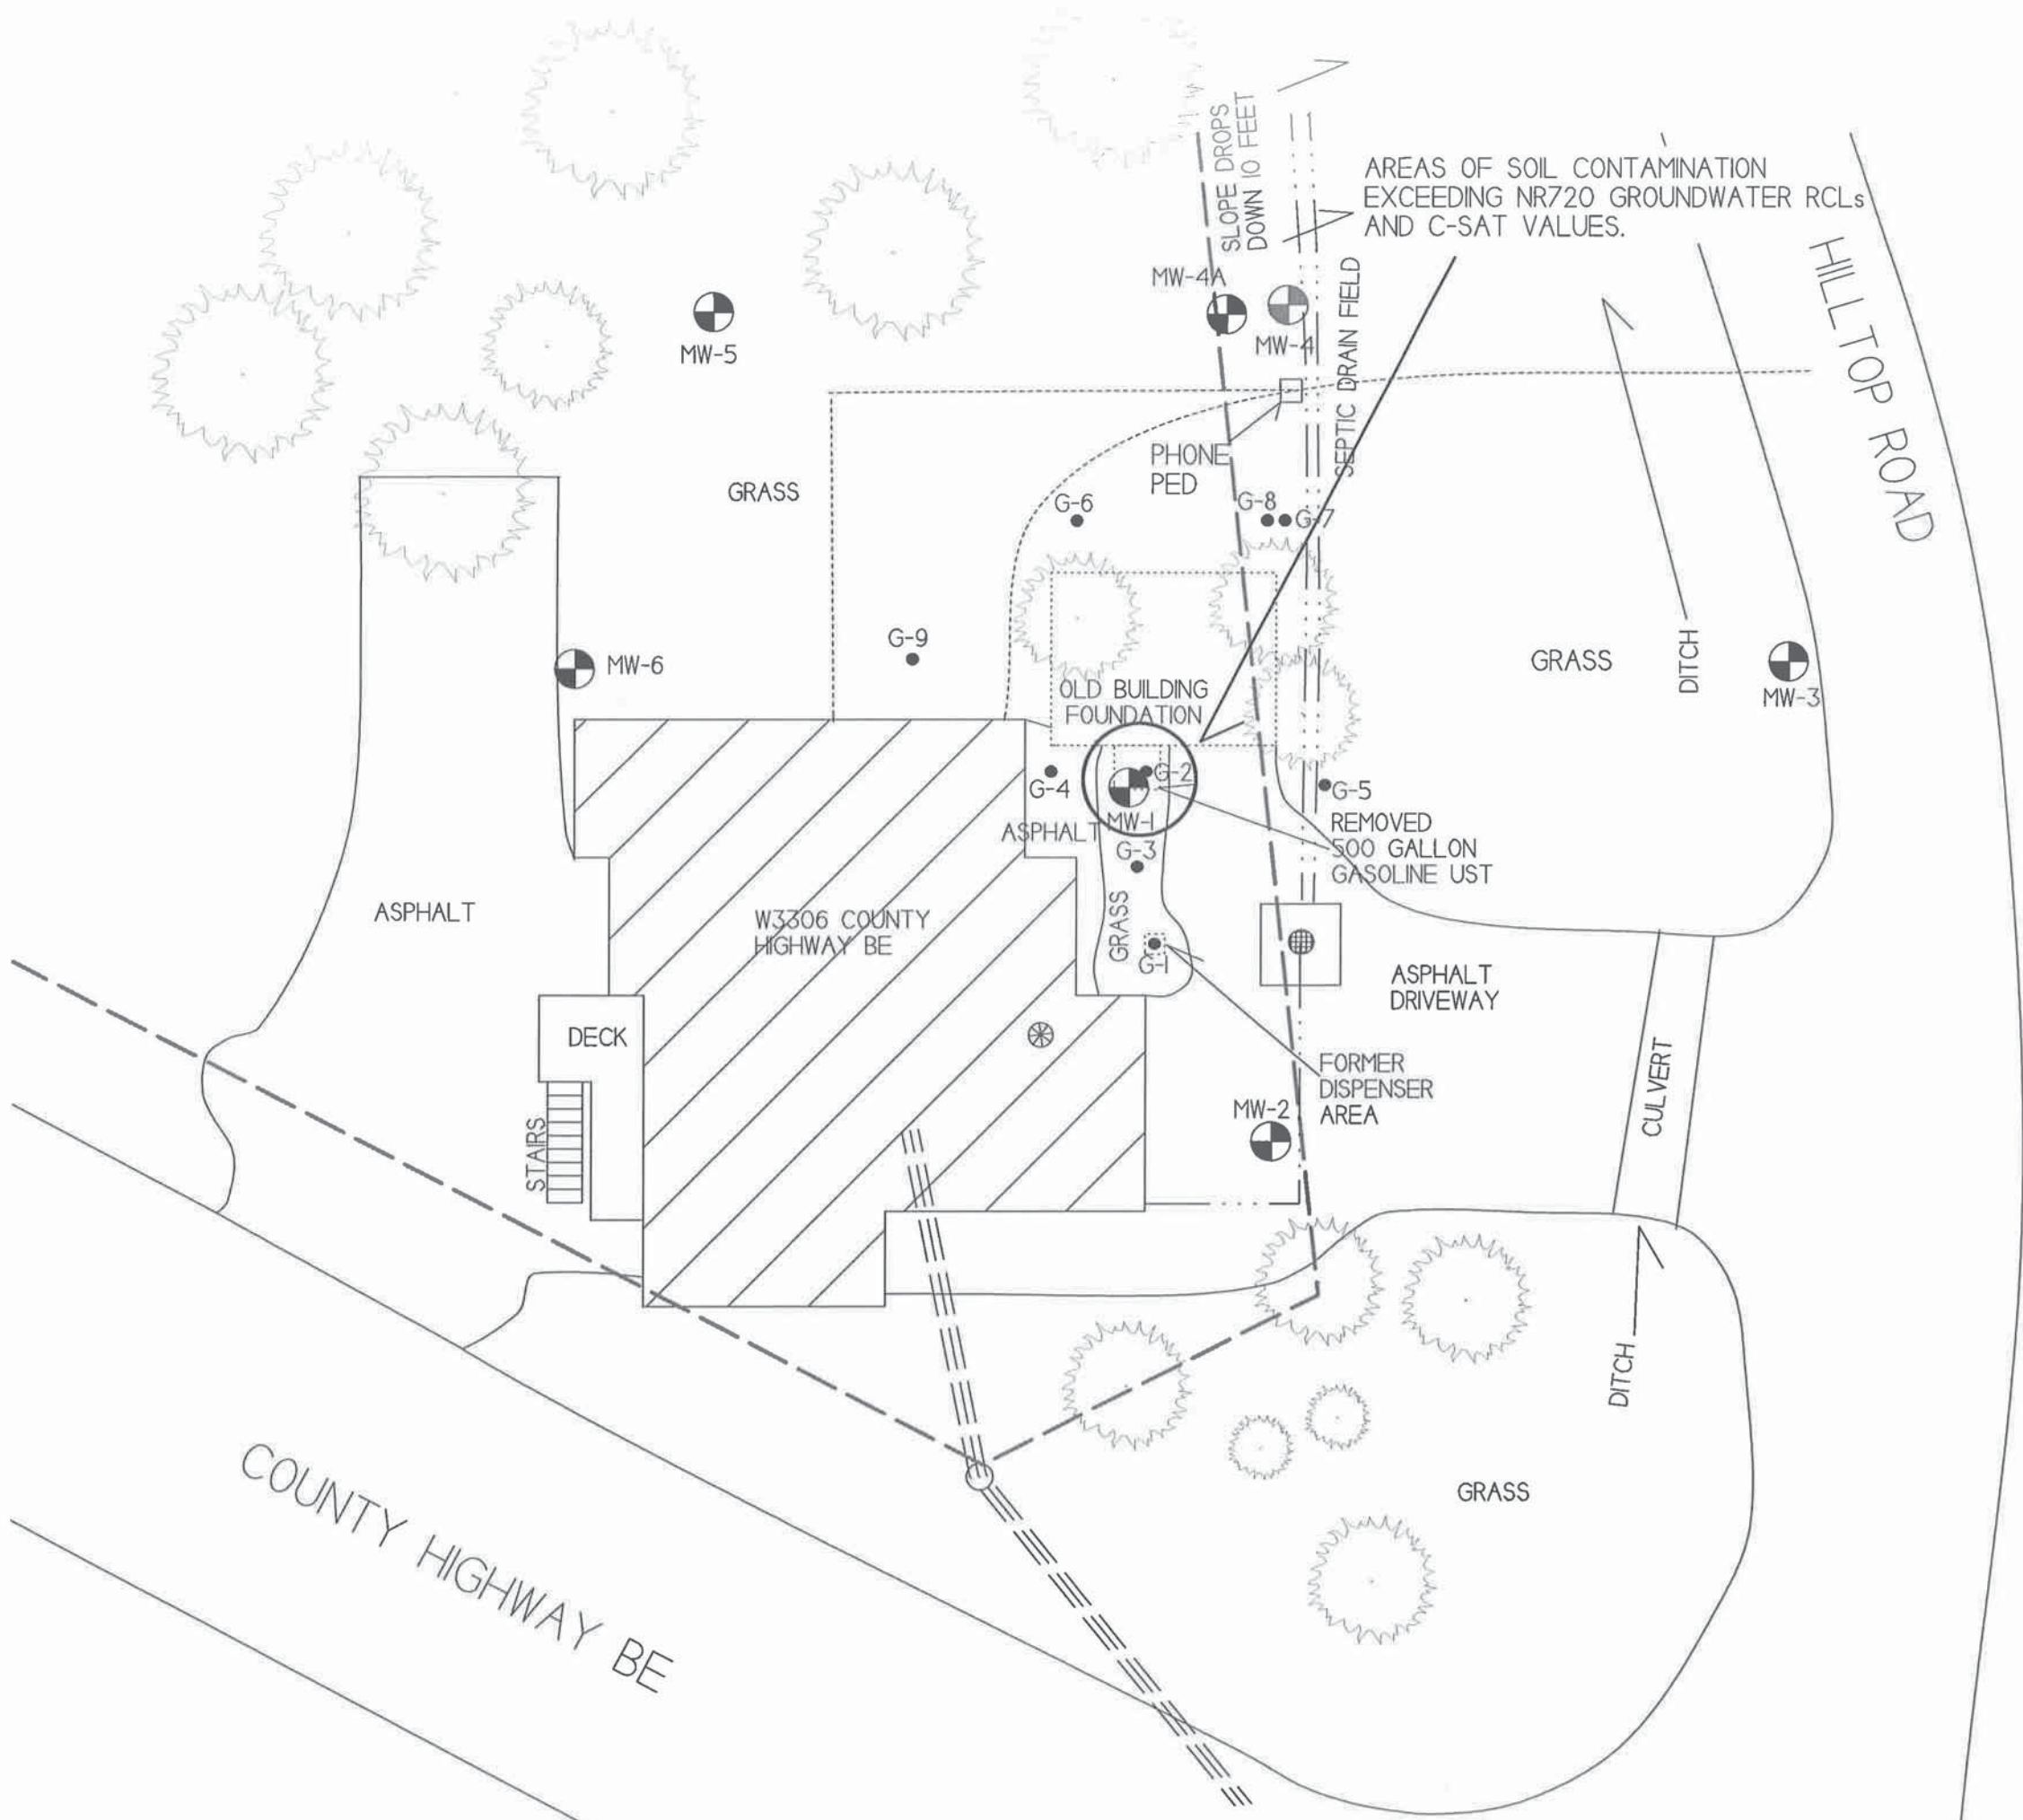 SLOPE DROPS
DOWN 10 FEET
AREAS OF SOIL CONTAMINATION
EXCEEDING NR720 GROUNDWATER RCLs
AND C-SAT VALUES.
HILLTOP ROAD
MW-4A
MW-4
MW-5
SEPTIC DRAIN FIELD
PHONE
PED
GRASS
G-6
G-8
G-7
G-9
MW-6
OLD BUILDING
FOUNDATION
GRASS
DITCH
MW-3
G-4
G-2
G-5
MW-1
ASPHALT
G-3
REMOVED
500 GALLON
GASOLINE UST
ASPHALT
W3306 COUNTY
HIGHWAY BE
GRASS
G-1
ASPHALT
DRIVEWAY
DECK
FORMER
DISPENSER
AREA
MW-2
CULVERT
STAIRS
DITCH
GRASS
COUNTY HIGHWAY BE